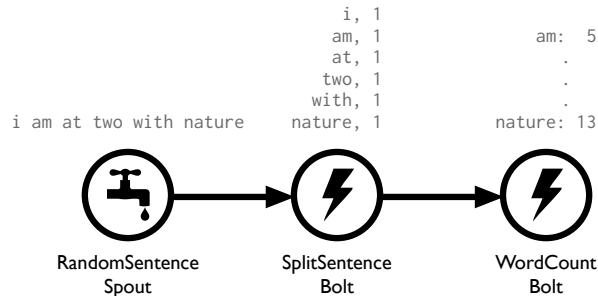 i am at two with nature
i, 1
am, 1
at, 1
two, 1
with, 1
nature, 1
am: 5
.
.
.
nature: 13
RandomSentence
Spout
SplitSentence
Bolt
WordCount
Bolt